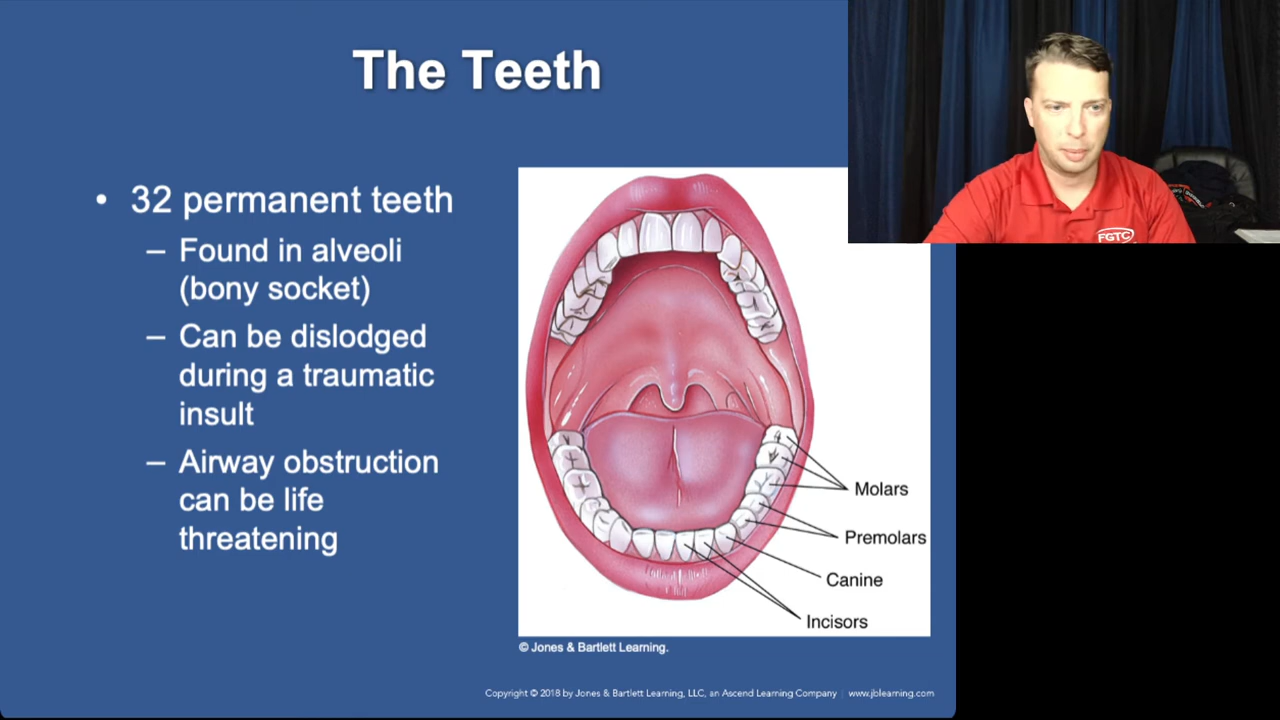 The Teeth
• 32 permanent teeth
– Found in alveoli
(bony socket)
– Can be dislodged
during a traumatic
insult
– Airway obstruction
can be life
threatening
FGTC
Molars
Premolars
Canine
Incisors
© Jones & Bartlett Learning.
Copyright © 2018 by Jones & Bartlett Learning, LLC, an Ascend Learning Company | www.jblearning.com